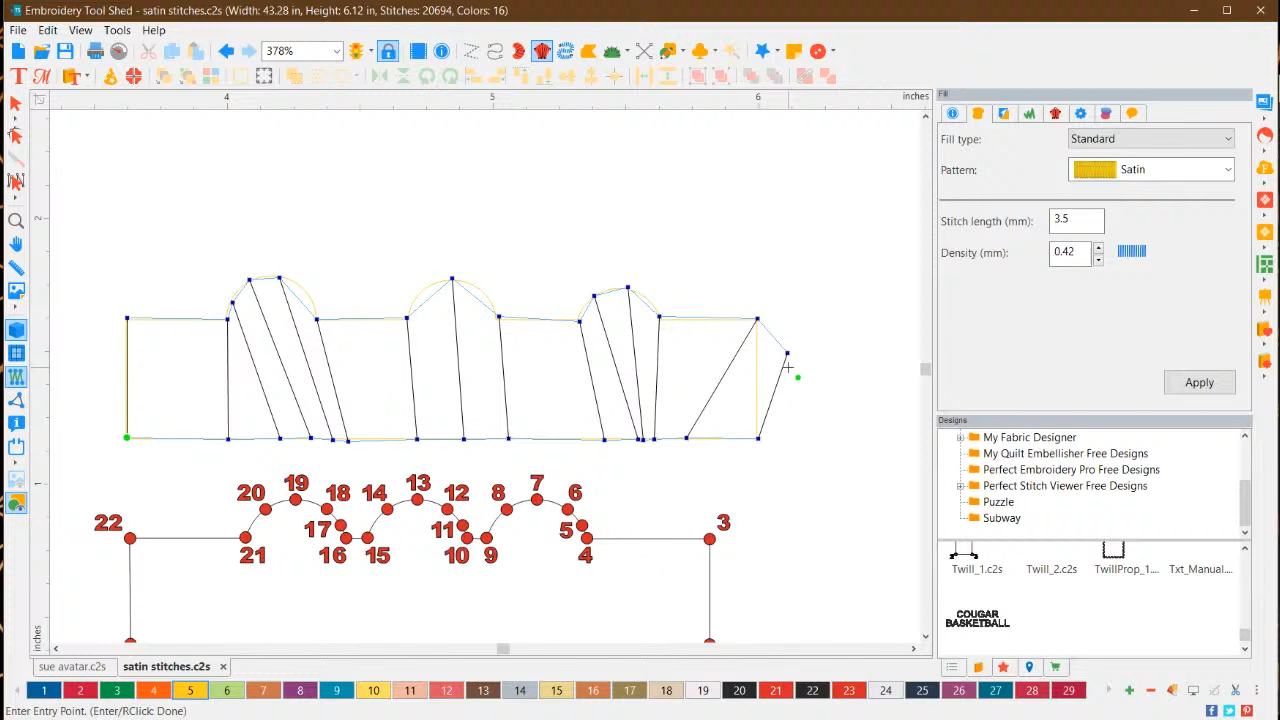 Embroidery Tool Shed - satin stitches.c2s (Width: 43.28 in, Height: 6.12 in, Stitches: 20694, Colors: 16)
File Edit View Tools Help
378%
4 5 6 inches
2
1
inches
Fill
Fill type: Standard
Pattern: Satin
Stitch length (mm): 3.5
Density (mm): 0.42
Apply
Designs
My Fabric Designer
My Quilt Embellisher Free Designs
Perfect Embroidery Pro Free Designs
Perfect Stitch Viewer Free Designs
Puzzle
Subway
Twill_1.c2s Twill_2.c2s TwillProp_1.... Txt_Manual....
COUGAR
BASKETBALL
19 13 7
20 18 14 12 8 6
22 17 11 5 3
21 16 15 10 9 4
sue avatar.c2s satin stitches.c2s
1 2 3 4 5 6 7 8 9 10 11 12 13 14 15 16 17 18 19 20 21 22 23 24 25 26 27 28 29
Enter Entry Point. (Enter/RClick: Done)